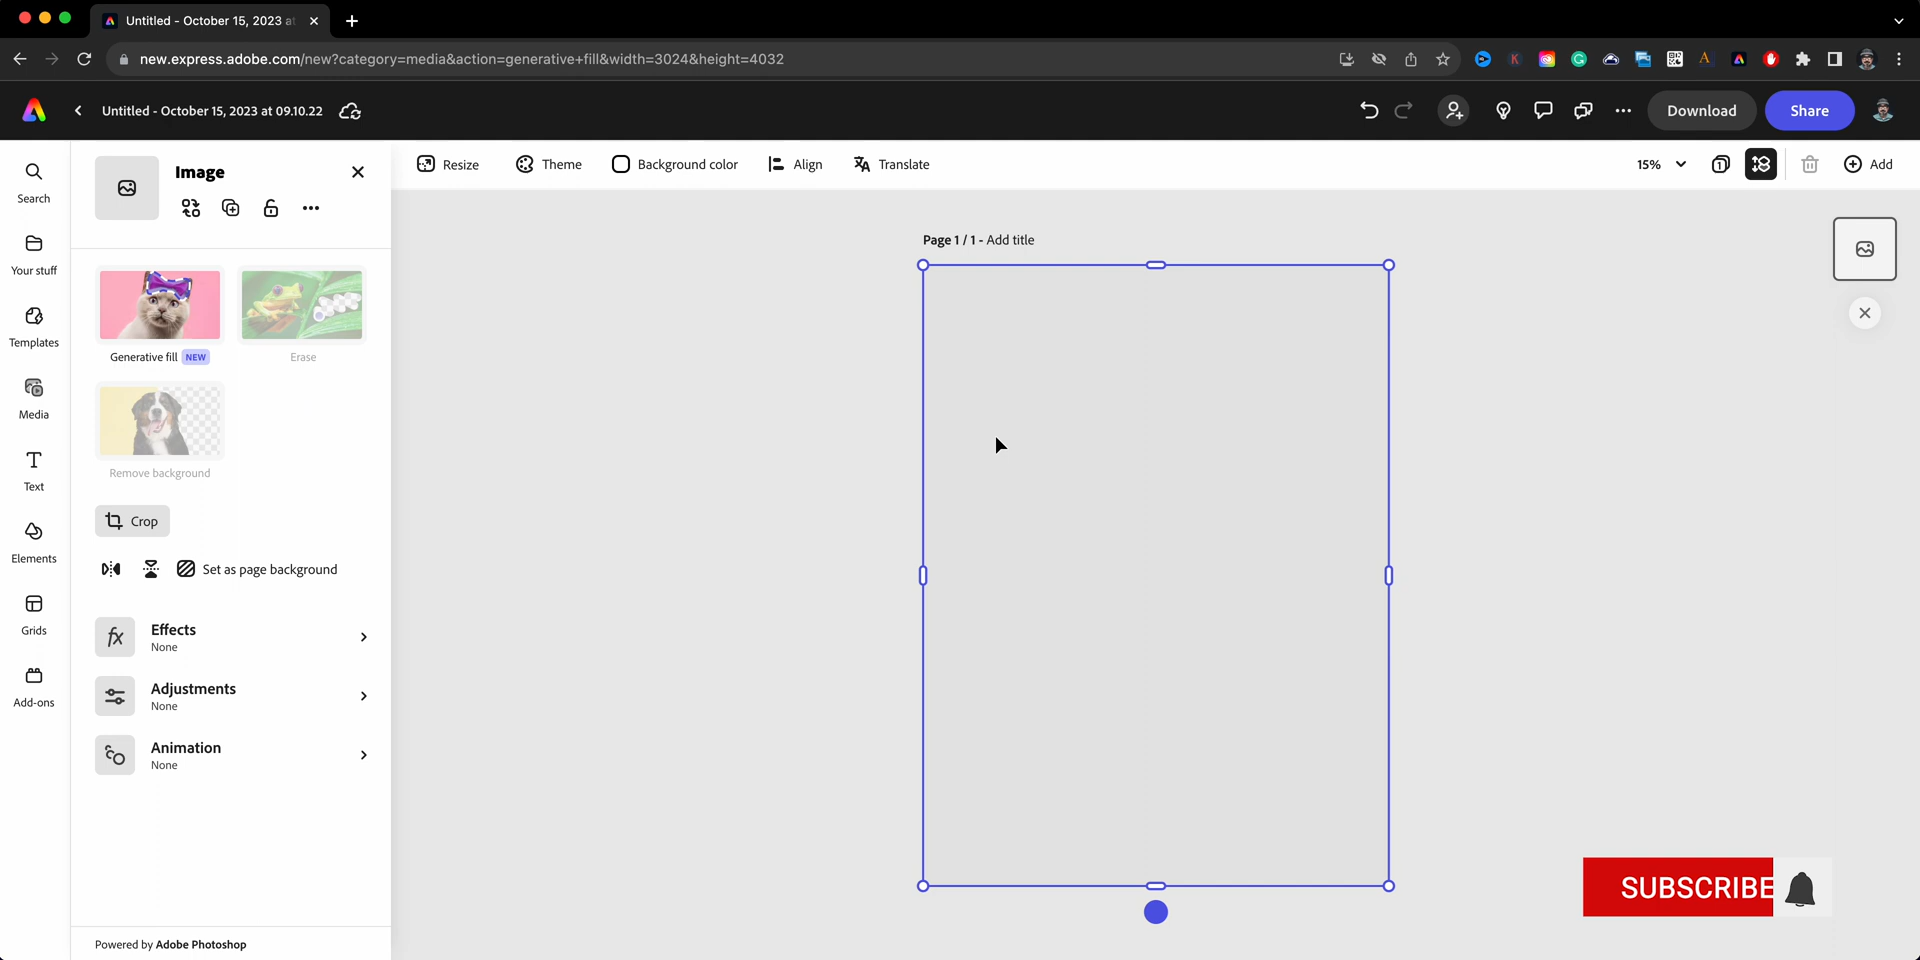 Untitled - October 15, 2023 at
new.express.adobe.com/new?category=media&action=generative+fill&width=3024&height=4032
Untitled - October 15, 2023 at 09.10.22
Download
Share
Search
Your stuff
Templates
Media
Text
Elements
Grids
Add-ons
Image
Generative fill NEW
Erase
Remove background
Crop
Set as page background
fx
Effects
None
Adjustments
None
Animation
None
Powered by Adobe Photoshop
Resize
Theme
Background color
Align
Translate
15%
1
Add
Page 1 / 1 - Add title
SUBSCRIBE